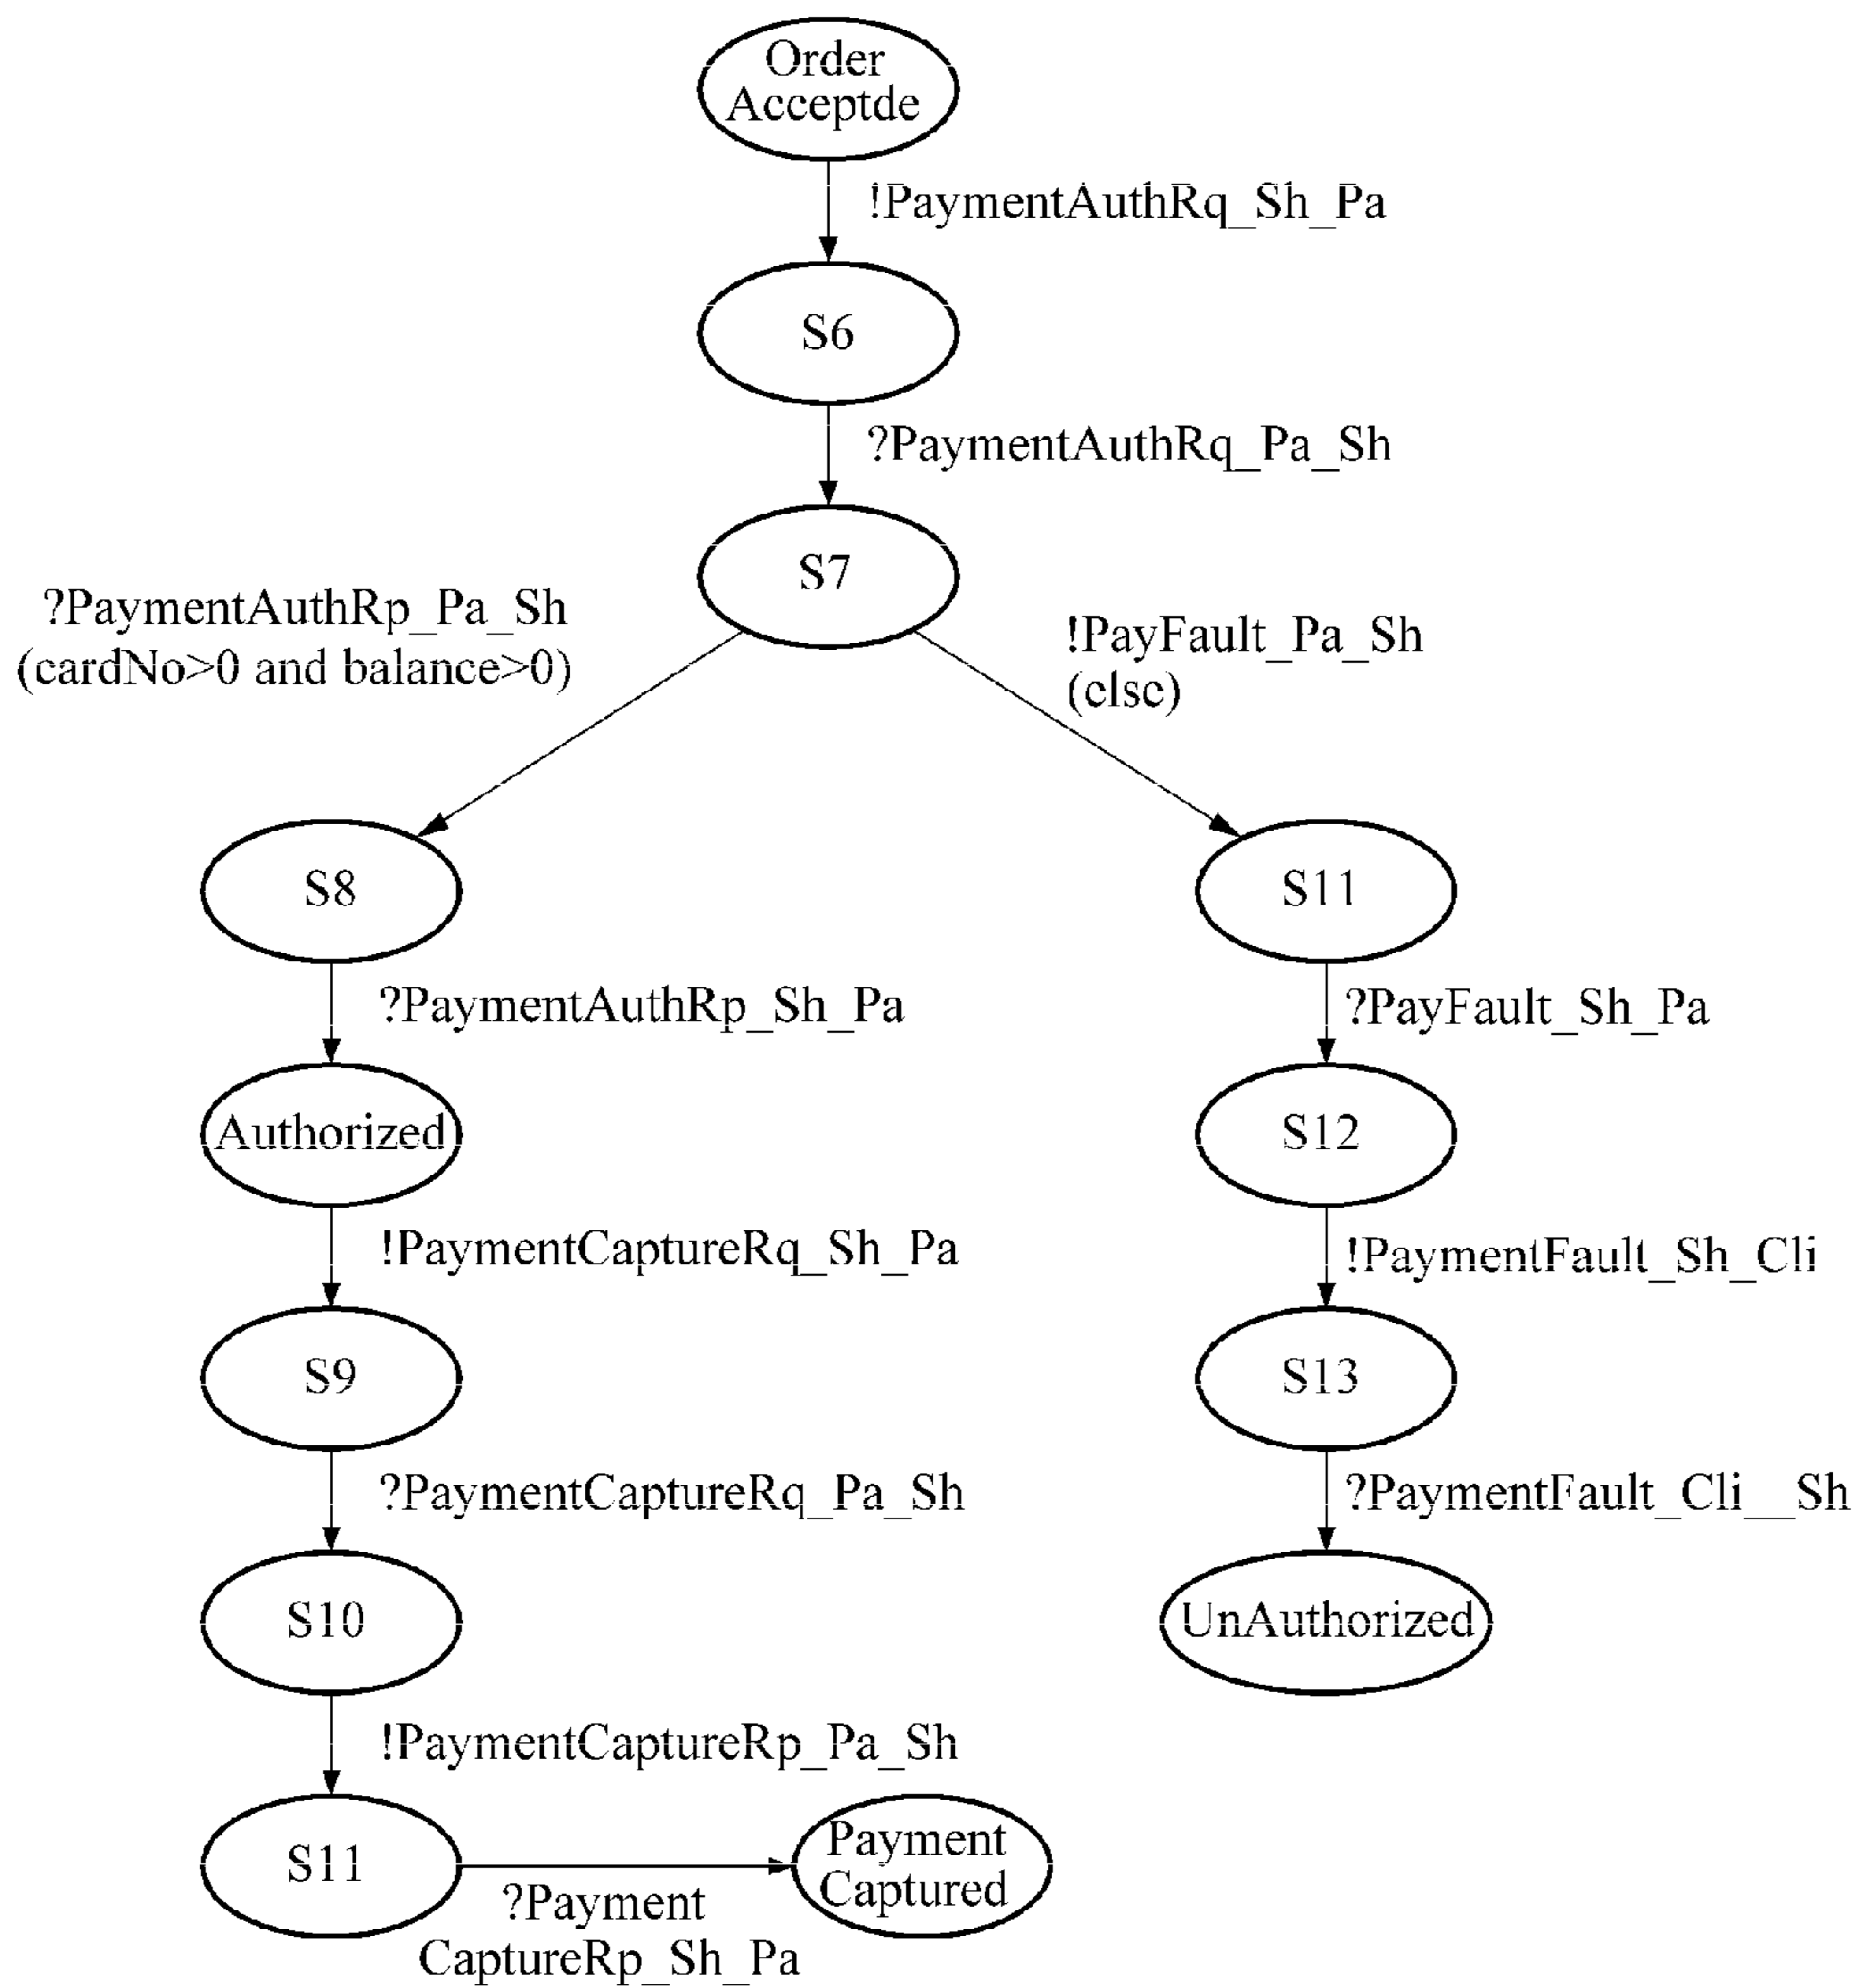 Order
Acceptde
!PaymentAuthRq_Sh_Pa
S6
?PaymentAuthRq_Pa_Sh
S7
?PaymentAuthRp_Pa_Sh
(cardNo>0 and balance>0)
!PayFault_Pa_Sh
(clsc)
S8
S11
?PaymentAuthRp_Sh_Pa
?PayFault_Sh_Pa
Authorized
S12
!PaymentCaptureRq_Sh_Pa
!PaymentFault_Sh_Cli
S9
S13
?PaymentCaptureRq_Pa_Sh
?PaymentFault_Cli__Sh
S10
UnAuthorized
!PaymentCaptureRp_Pa_Sh
S11
Payment
Captured
?Payment
CaptureRp_Sh_Pa